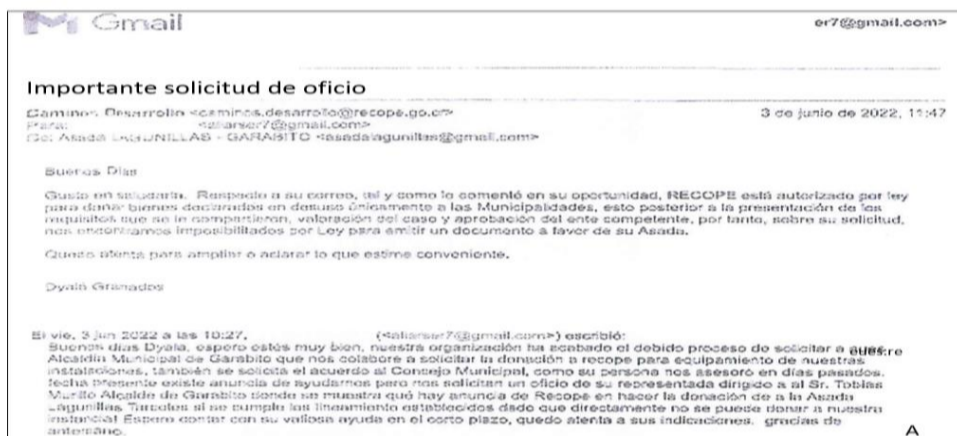 Gmail
er7@gmail.com>
Importante solicitud de oficio
Caminos Desarrollo <caminos.desarrollo@recope.go.cr>
3 de junio de 2022, 11:47
Para:
Cc: Asada LAGUNILLAS - GARABITO <asadalagunillas@gmail.com>
Buenos Días
Gusto en saludarla. Respecto a su correo, tal y como lo comenté en su oportunidad, RECOPE está autorizado por ley
para donar bienes declarados en desuso únicamente a las Municipalidades, esto posterior a la presentación de los
requisitos que se le compartieron, valoración del caso y aprobación del ente competente, por tanto, sobre su solicitud,
nos encontramos imposibilitados por Ley para emitir un documento a favor de su Asada.
Quedo atenta para ampliar o aclarar lo que estime conveniente.
Dyalá Granados
El vie, 3 jun 2022 a las 10:27, escribió:
Buenos días Dyala, espero estés muy bien, nuestra organización ha acabado el debido proceso de solicitar a
Alcaldía Municipal de Garabito que nos colabore a solicitar la donación a recope para equipamiento de nuestras
instalaciones, también se solicita el acuerdo al Concejo Municipal, como su persona nos asesoro en días pasados.
fecha presente existe anuncia de ayudarnos pero nos solicitan un oficio de su representada dirigido a al Sr. Tobías
Murillo Alcalde de Garabito donde se muestra qué hay anuncia de Recope en hacer la donación de a la Asada
Lagunillas Tarcoles si se cumple los lineamiento establecidos dado que directamente no se puede donar a nuestra
instancia! Espero contar con su valiosa ayuda en el corto plazo, quedo atenta a sus indicaciones. gracias de
antemano.
A